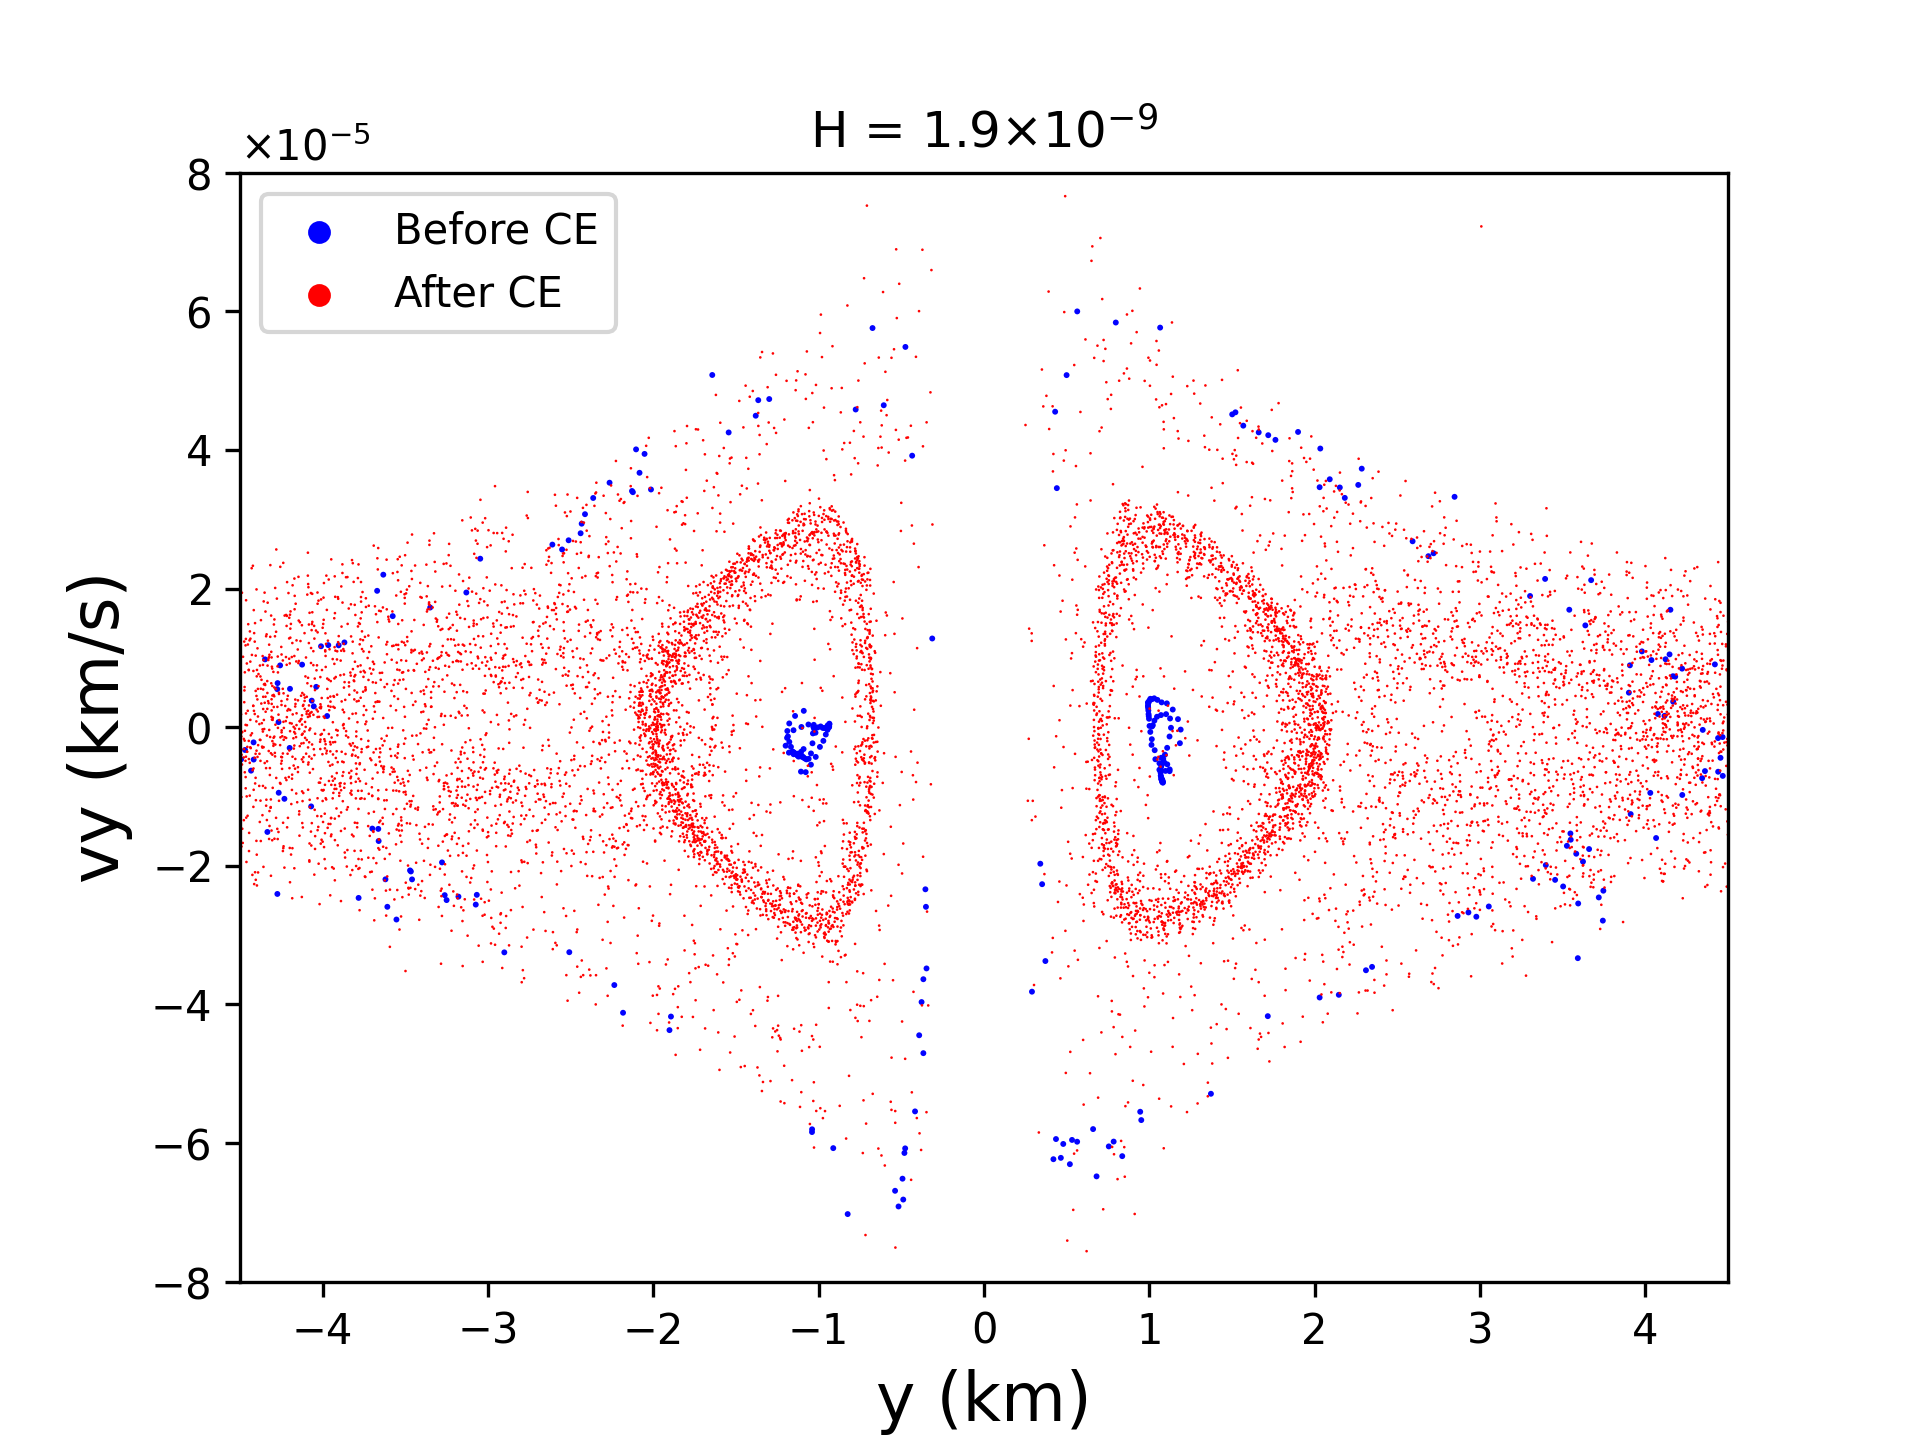 H = 1.9×10⁻⁹
×10⁻⁵
8
6
4
2
0
−2
−4
−6
−8
Before CE
After CE
vy (km/s)
−4 −3 −2 −1 0 1 2 3 4
y (km)